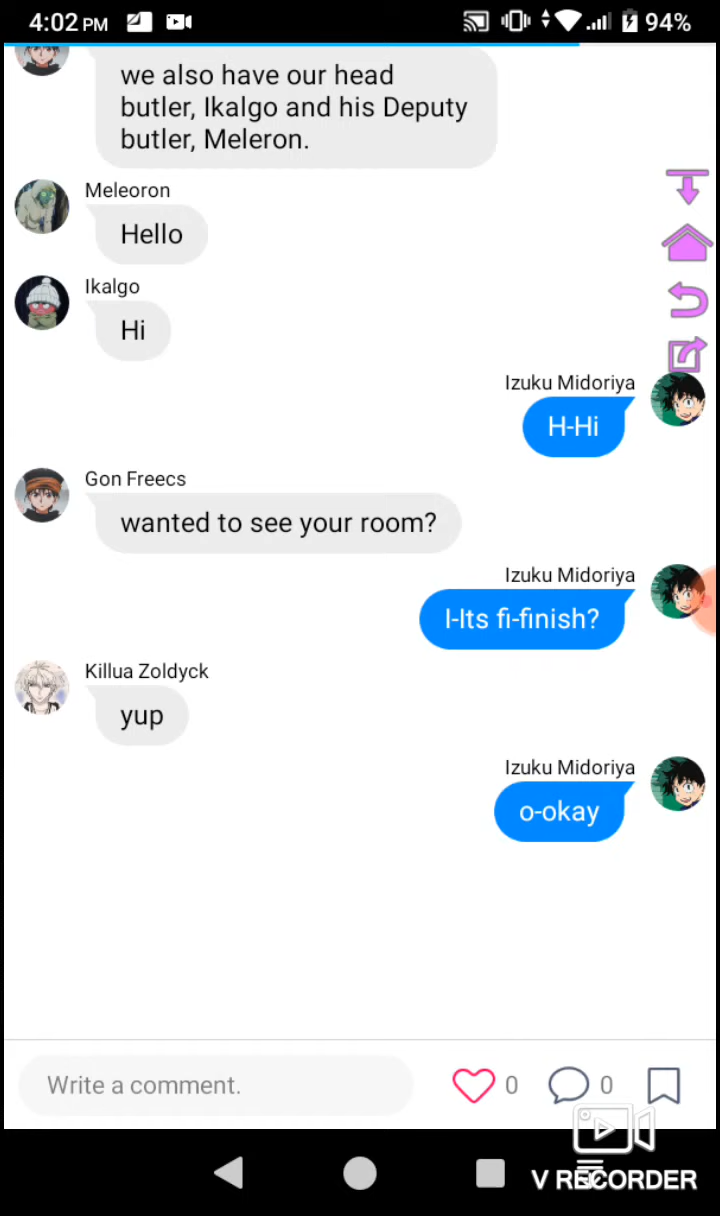 4:02 PM
94%
we also have our head
butler, Ikalgo and his Deputy
butler, Meleron.
Meleoron
Hello
Ikalgo
Hi
Izuku Midoriya
H-Hi
Gon Freecs
wanted to see your room?
Izuku Midoriya
I-Its fi-finish?
Killua Zoldyck
yup
Izuku Midoriya
o-okay
Write a comment.
0
0
V RECORDER